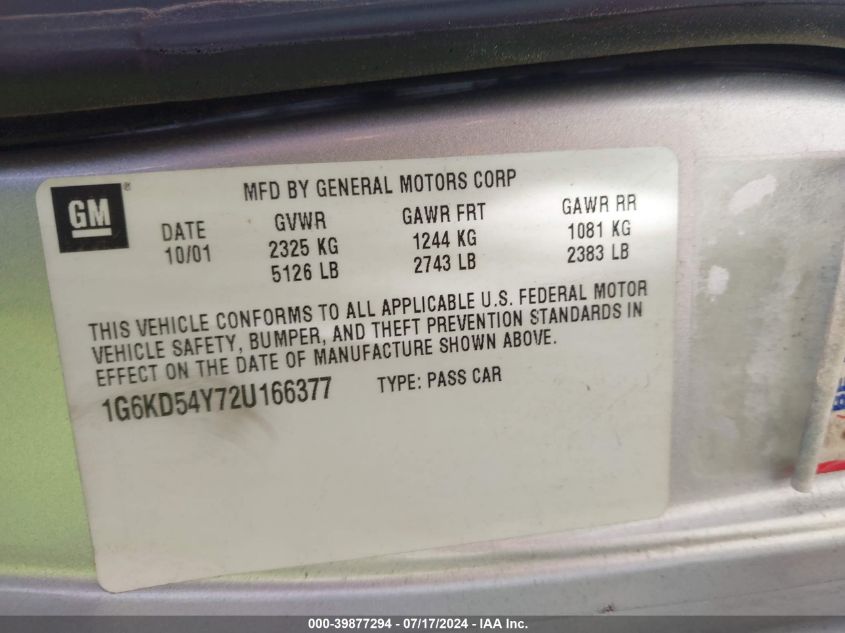 GM®
MFD BY GENERAL MOTORS CORP
DATE GVWR GAWR FRT GAWR RR
10/01 2325 KG 1244 KG 1081 KG
5126 LB 2743 LB 2383 LB
THIS VEHICLE CONFORMS TO ALL APPLICABLE U.S. FEDERAL MOTOR
VEHICLE SAFETY, BUMPER, AND THEFT PREVENTION STANDARDS IN
EFFECT ON THE DATE OF MANUFACTURE SHOWN ABOVE.
1G6KD54Y72U166377 TYPE: PASS CAR
000-39877294 - 07/17/2024 - IAA Inc.